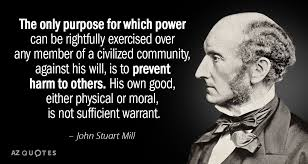 The only purpose for which power
can be rightfully exercised over
any member of a civilized community,
against his will, is to prevent
harm to others. His own good,
either physical or moral,
is not sufficient warrant.
– John Stuart Mill
AZ QUOTES